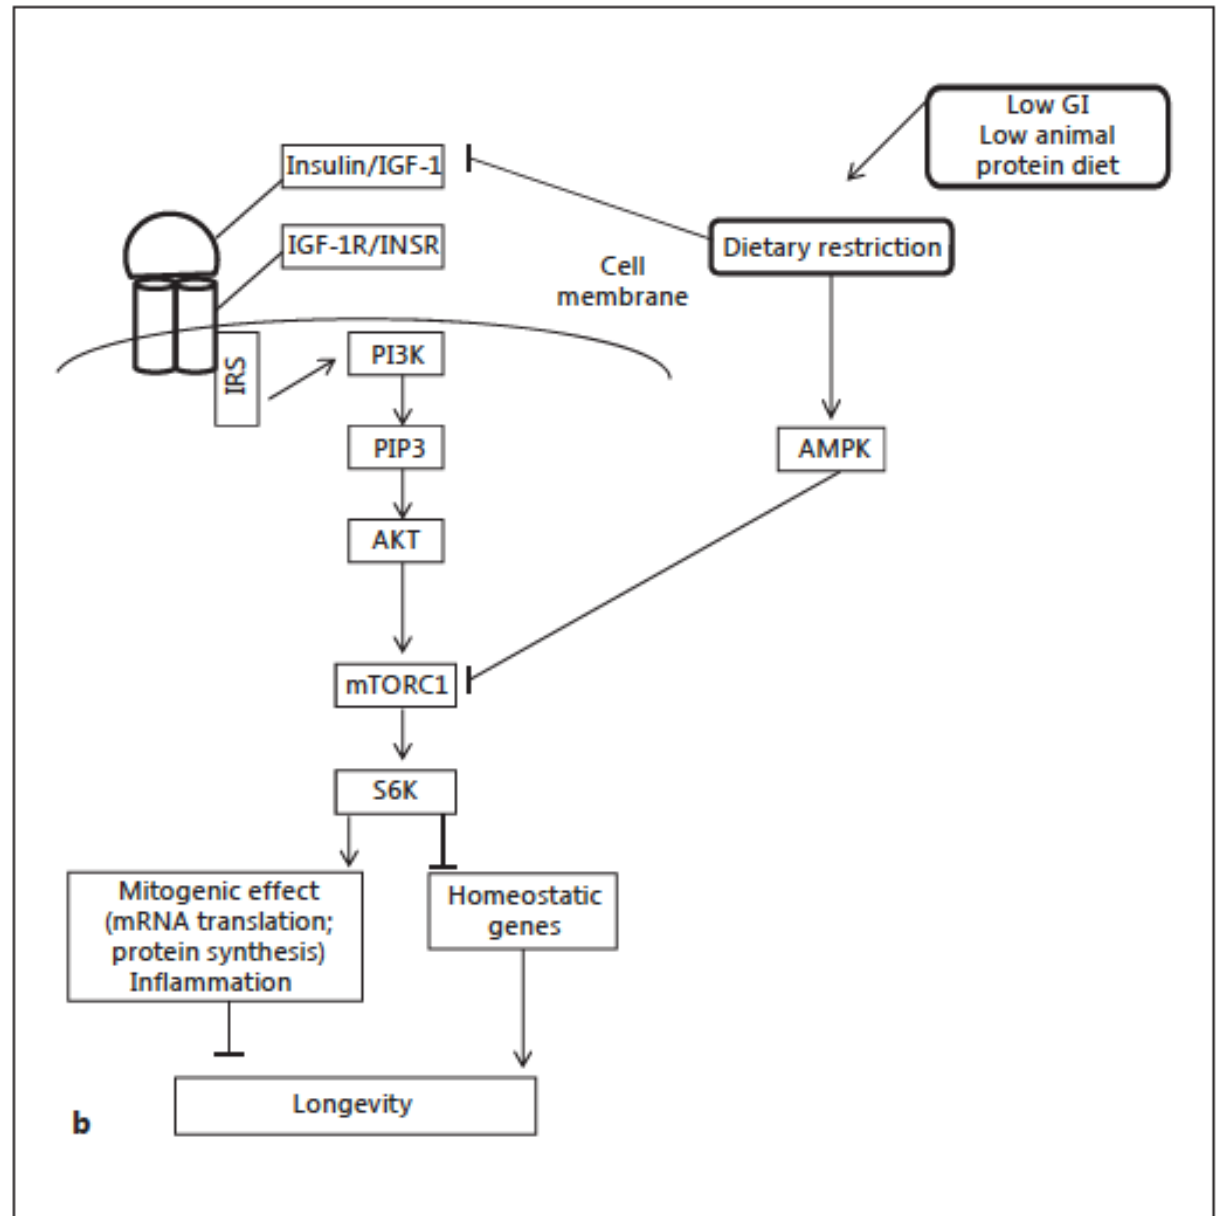 Low GI
Low animal
protein diet
Insulin/IGF-1
IGF-1R/INSR
Dietary restriction
Cell
membrane
PI3K
IRS
PIP3
AMPK
AKT
mTORC1
S6K
Mitogenic effect
(mRNA translation;
protein synthesis)
Inflammation
Homeostatic
genes
Longevity
b